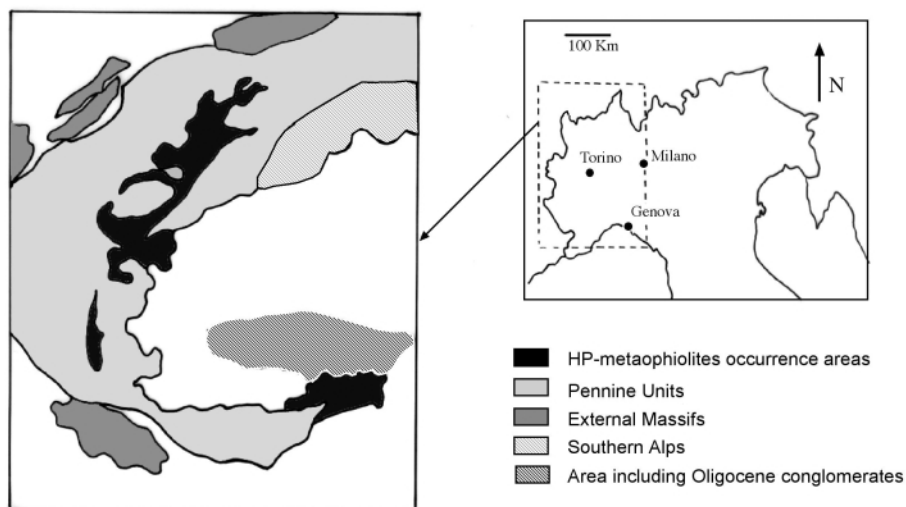 100 Km
N
Torino
Milano
Genova
HP-metaophiolites occurrence areas
Pennine Units
External Massifs
Southern Alps
Area including Oligocene conglomerates